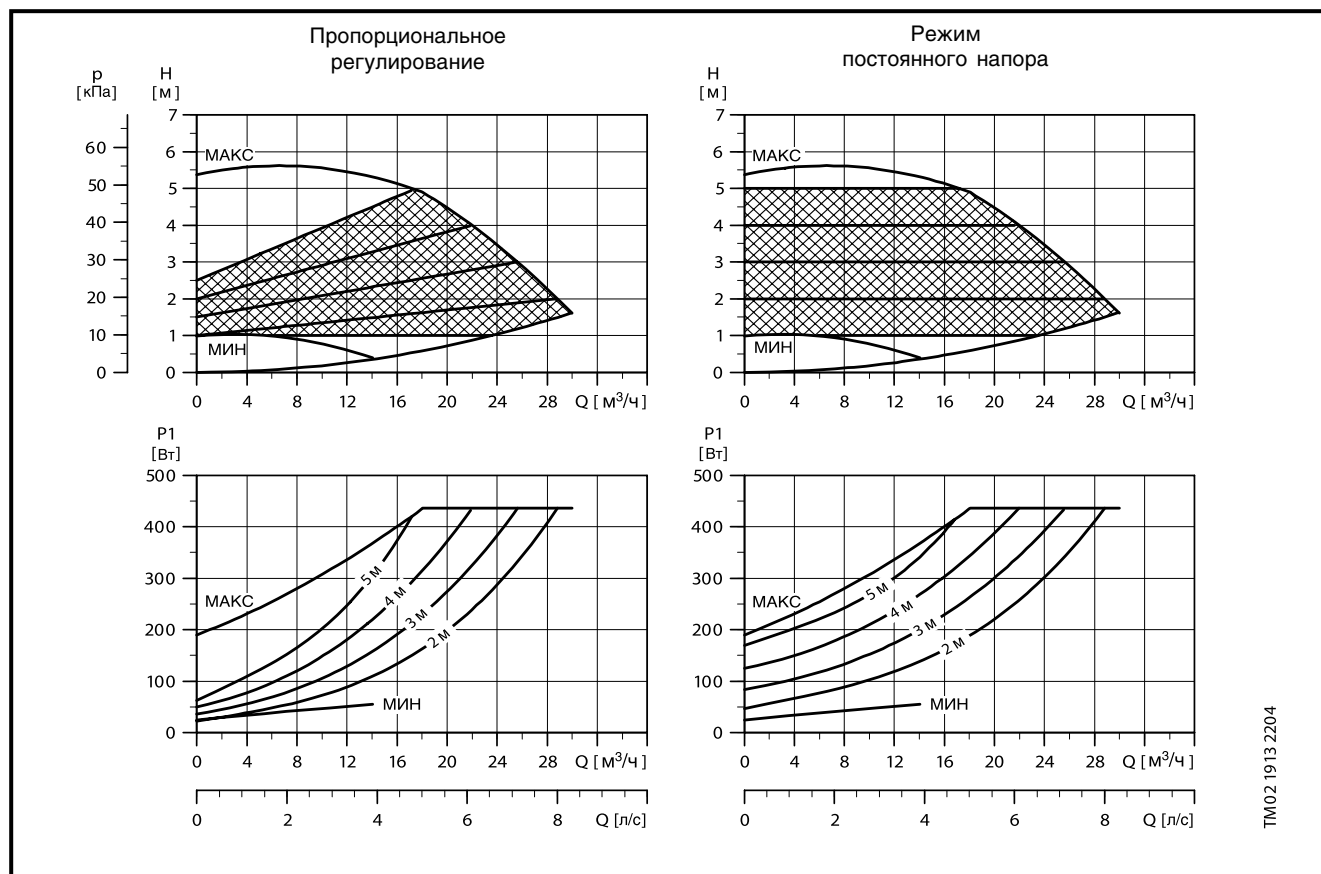 Пропорциональное
регулирование
Режим
постоянного напора
p
[кПа]
H
[м]
H
[м]
7
6
5
4
3
2
1
0
60
50
40
30
20
10
0
МАКС
МИН
0 4 8 12 16 20 24 28 Q [м³/ч]
7
6
5
4
3
2
1
0
МАКС
МИН
0 4 8 12 16 20 24 28 Q [м³/ч]
P1
[Вт]
500
400
300
200
100
0
МАКС
5 м
4 м
3 м
2 м
МИН
0 4 8 12 16 20 24 28 Q [м³/ч]
0 2 4 6 8 Q [л/с]
P1
[Вт]
500
400
300
200
100
0
МАКС
5 м
4 м
3 м
2 м
МИН
0 4 8 12 16 20 24 28 Q [м³/ч]
0 2 4 6 8 Q [л/с]
TM02 1913 2204